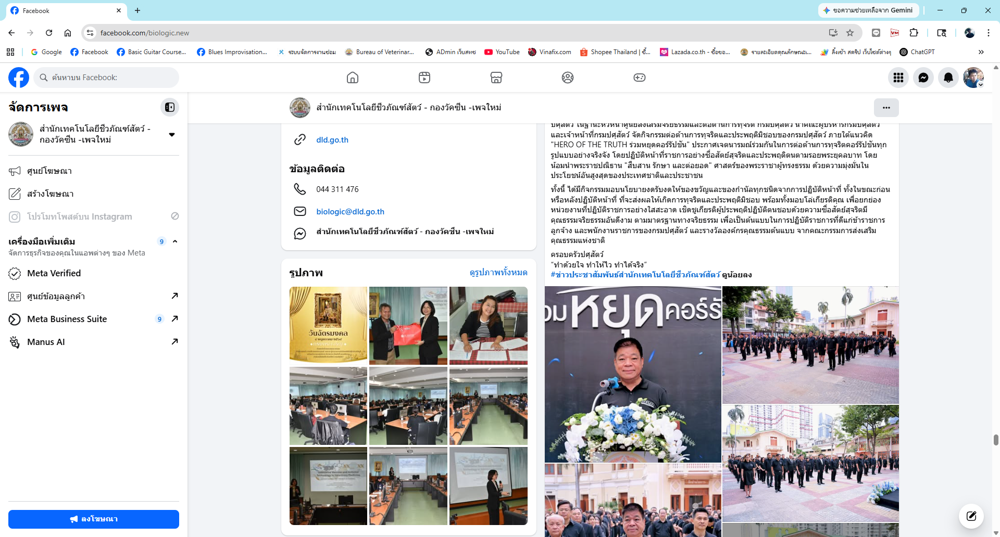 Facebook
ขอความช่วยเหลือจาก Gemini
facebook.com/biologic.new
Google
Facebook
Basic Guitar Course...
Blues Improvisation...
ระบบจัดการงานซ่อม
Bureau of Veterinar...
ADmin เว็บสทช
YouTube
Vinafix.com
Shopee Thailand | ซื้...
Lazada.co.th - ซื้อขอ...
รายละเอียดคุณลักษณะเ...
ลิ้งเข้า สคริป เว็บไซต์ต่างๆ
ChatGPT
ค้นหาบน Facebook:
จัดการเพจ
สำนักเทคโนโลยีชีวภัณฑ์สัตว์ -
กองวัคซีน -เพจใหม่
ศูนย์โฆษณา
สร้างโฆษณา
โปรโมทโพสต์บน Instagram
เครื่องมือเพิ่มเติม
9
จัดการธุรกิจของคุณในแอพต่างๆ ของ Meta
Meta Verified
ศูนย์ข้อมูลลูกค้า
Meta Business Suite
9
Manus AI
ลงโฆษณา
สำนักเทคโนโลยีชีวภัณฑ์สัตว์ - กองวัคซีน -เพจใหม่
dld.go.th
ข้อมูลติดต่อ
044 311 476
biologic@dld.go.th
สำนักเทคโนโลยีชีวภัณฑ์สัตว์ - กองวัคซีน -เพจใหม่
รูปภาพ
ดูรูปภาพทั้งหมด
วันฉัตรมงคล
๔ พฤษภาคม ๒๕๖๙
ปศุสัตว์ ในฐานะหัวหน้าศูนย์ส่งเสริมจริยธรรมและต่อต้านการทุจริต กรมปศุสัตว์ นำคณะผู้บริหารกรมปศุสัตว์
และเจ้าหน้าที่กรมปศุสัตว์ จัดกิจกรรมต่อต้านการทุจริตและประพฤติมิชอบของกรมปศุสัตว์ ภายใต้แนวคิด
"HERO OF THE TRUTH ร่วมหยุดคอร์รัปชัน" ประกาศเจตนารมณ์ร่วมกันในการต่อต้านการทุจริตคอร์รัปชันทุก
รูปแบบอย่างจริงจัง โดยปฏิบัติหน้าที่ราชการอย่างซื่อสัตย์สุจริตและประพฤติตนตามรอยพระยุคลบาท โดย
น้อมนำพระราชปณิธาน "สืบสาน รักษา และต่อยอด" ศาสตร์ของพระราชาผู้ทรงธรรม ด้วยความมุ่งมั่นใน
ประโยชน์อันสูงสุดของประเทศชาติและประชาชน
ทั้งนี้ ได้มีกิจกรรมมอบนโยบายงดรับงดให้ของขวัญและของกำนัลทุกชนิดจากการปฏิบัติหน้าที่ ทั้งในขณะก่อน
หรือหลังปฏิบัติหน้าที่ ที่จะส่งผลให้เกิดการทุจริตและประพฤติมิชอบ พร้อมทั้งมอบโล่เกียรติคุณ เพื่อยกย่อง
หน่วยงานที่ปฏิบัติราชการอย่างใสสะอาด เชิดชูเกียรติผู้ประพฤติปฏิบัติตนชอบด้วยความซื่อสัตย์สุจริตมี
คุณธรรมจริยธรรมอันดีงาม ตามมาตรฐานทางจริยธรรม เพื่อเป็นต้นแบบในการปฏิบัติราชการที่ดีแก่ข้าราชการ
ลูกจ้าง และพนักงานราชการของกรมปศุสัตว์ และรางวัลองค์กรคุณธรรมต้นแบบ จากคณะกรรมการส่งเสริม
คุณธรรมแห่งชาติ
ครอบครัวปศุสัตว์
"ทำด้วยใจ ทำให้ไว ทำได้จริง"
#ข่าวประชาสัมพันธ์สำนักเทคโนโลยีชีวภัณฑ์สัตว์ ดูน้อยลง
วมหยุดคอร์รั